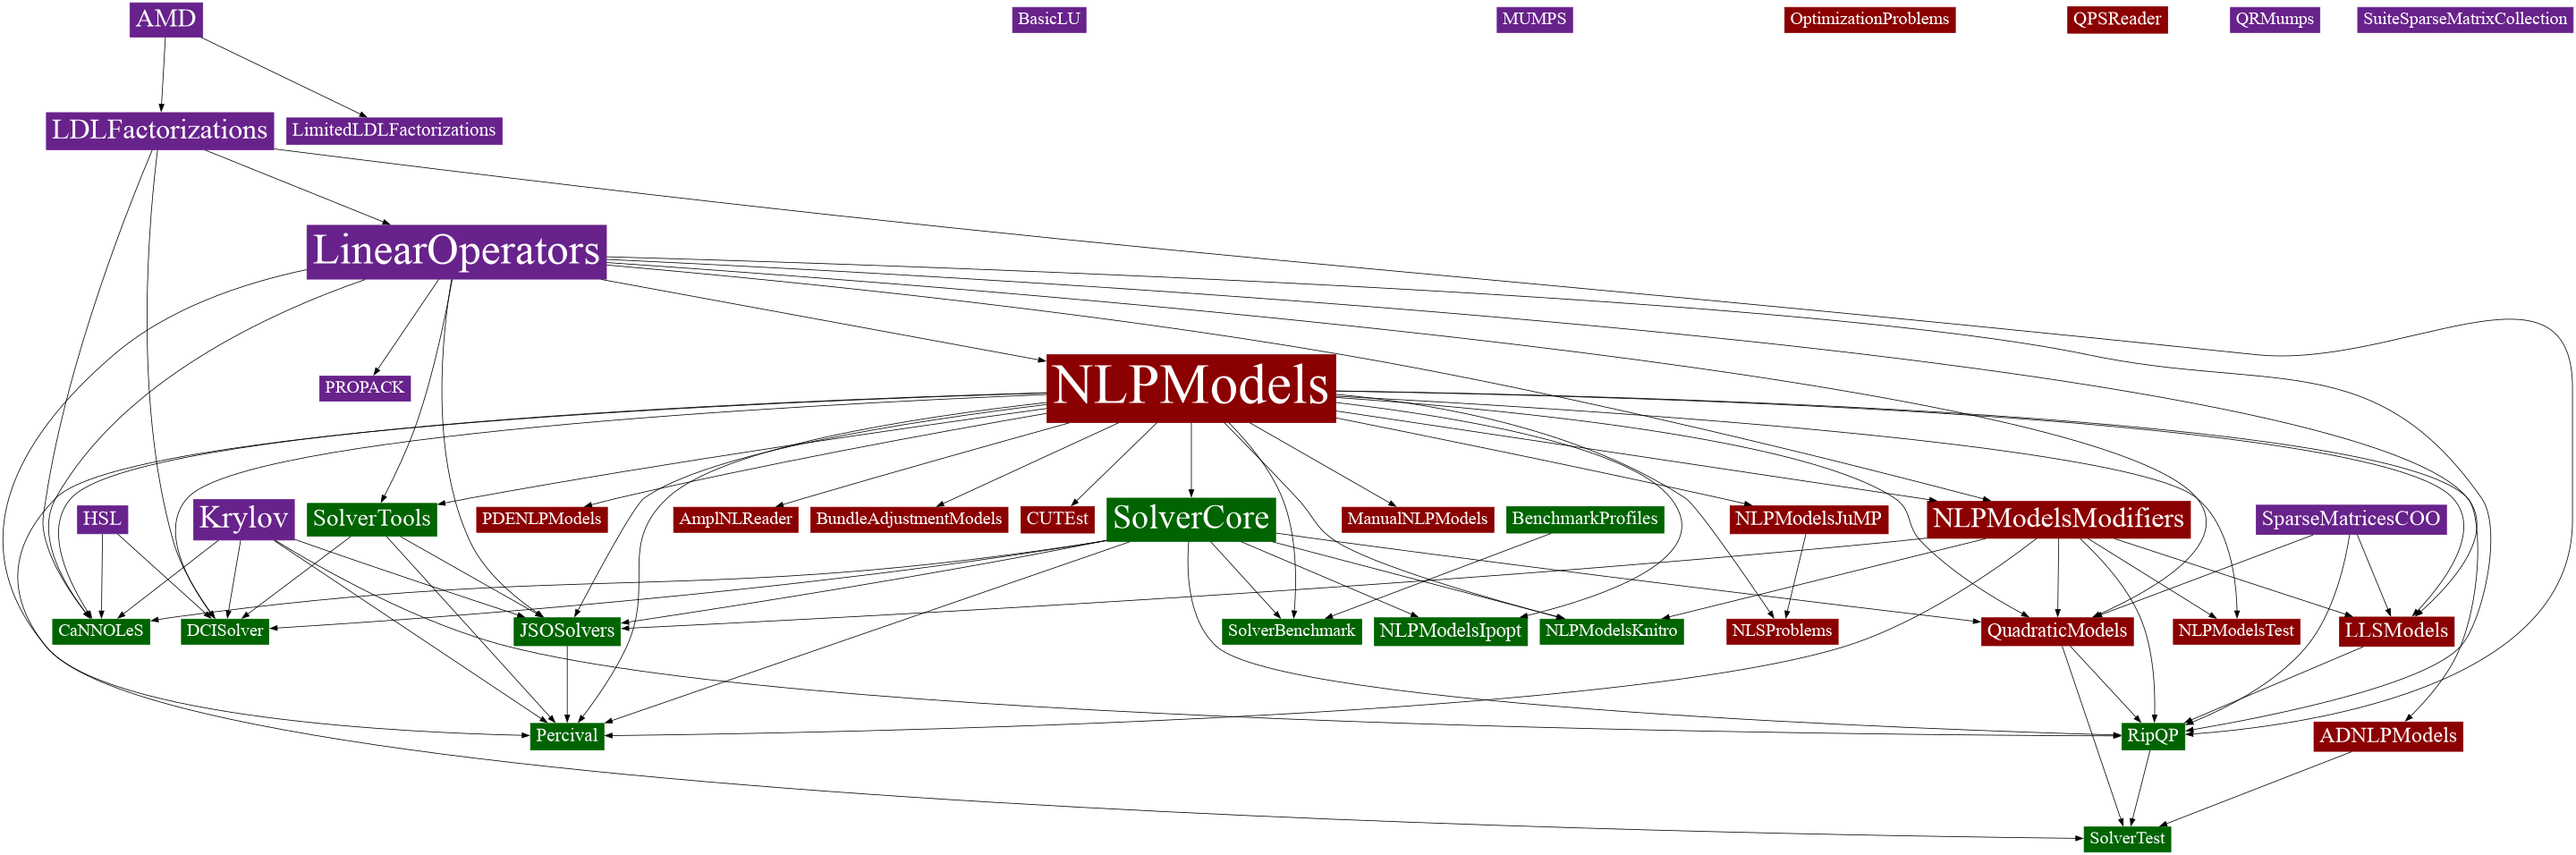 AMD
BasicLU
MUMPS
OptimizationProblems
QPSReader
QRMumps
SuiteSparseMatrixCollection
LDLFactorizations
LimitedLDLFactorizations
LinearOperators
PROPACK
NLPModels
HSL
Krylov
SolverTools
PDENLPModels
AmplNLReader
BundleAdjustmentModels
CUTEst
SolverCore
ManualNLPModels
BenchmarkProfiles
NLPModelsJuMP
NLPModelsModifiers
SparseMatricesCOO
CaNNOLeS
DCISolver
JSOSolvers
SolverBenchmark
NLPModelsIpopt
NLPModelsKnitro
NLSProblems
QuadraticModels
NLPModelsTest
LLSModels
Percival
RipQP
ADNLPModels
SolverTest